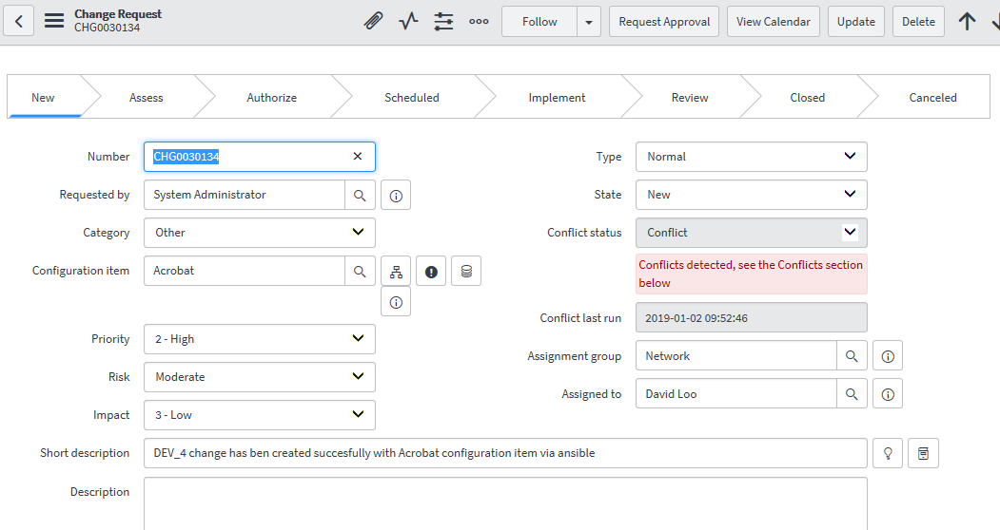 Change Request
CHG0030134
Follow
Request Approval
View Calendar
Update
Delete
New
Assess
Authorize
Scheduled
Implement
Review
Closed
Canceled
Number
CHG0030134
Requested by
System Administrator
Category
Other
Configuration item
Acrobat
Priority
2 - High
Risk
Moderate
Impact
3 - Low
Type
Normal
State
New
Conflict status
Conflict
Conflicts detected, see the Conflicts section
below
Conflict last run
2019-01-02 09:52:46
Assignment group
Network
Assigned to
David Loo
Short description
DEV_4 change has ben created succesfully with Acrobat configuration item via ansible
Description